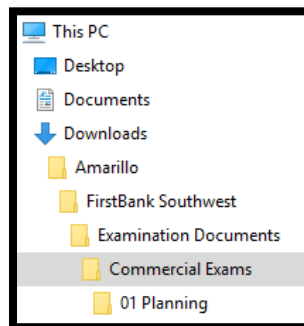 This PC
Desktop
Documents
Downloads
Amarillo
FirstBank Southwest
Examination Documents
Commercial Exams
01 Planning